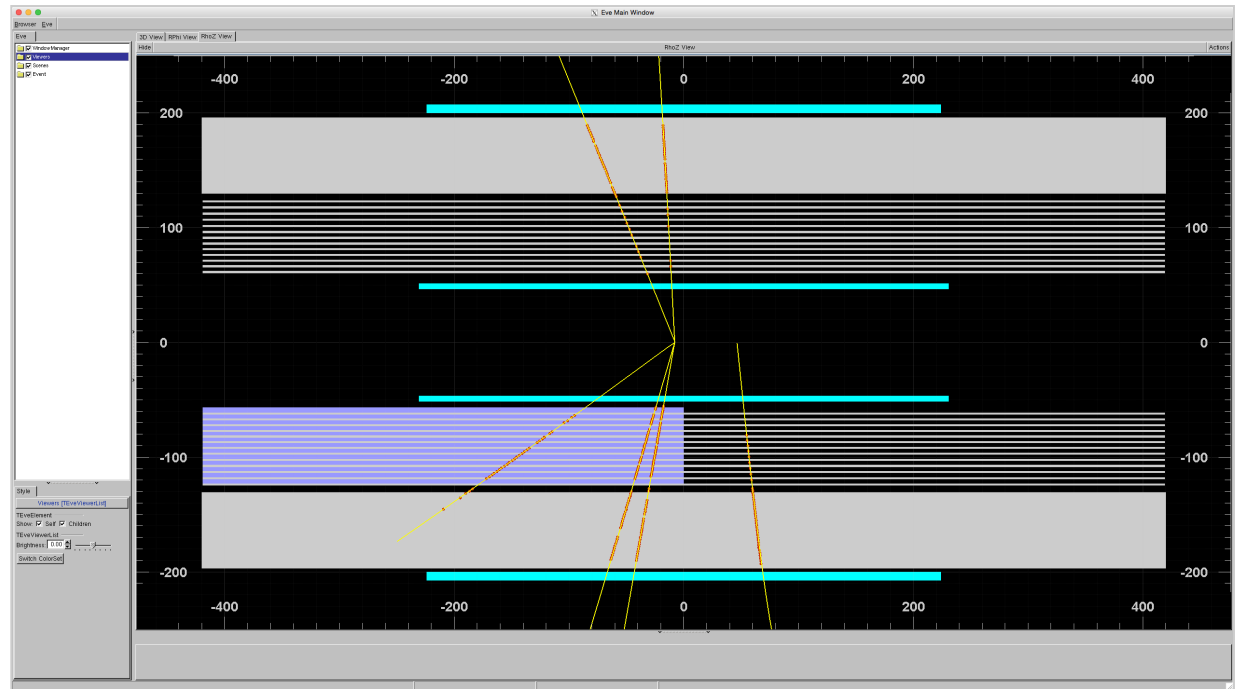 Eve Main Window
Browser Eve
Eve
3D View RPhi View RhoZ View
Hide RhoZ View Actions
Window Manager
Viewers
Scenes
Event
-400 -200 0 200 400
200 200
100 100
0 0
-100 -100
-200 -200
-400 -200 0 200 400
Style
Viewers [TEveViewerList]
TEveElement
Show: Self Children
TEveViewerList
Brightness: 0.00
Switch ColorSet